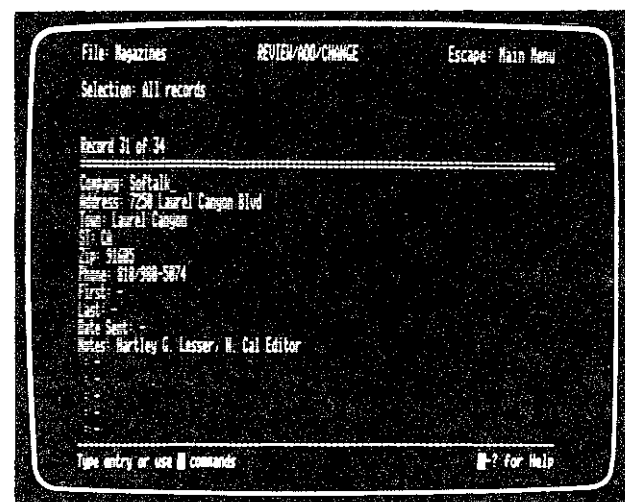 File: Magazines REVIEW/ADD/CHANGE Escape: Main Menu
Selection: All records
Record 31 of 34
Company: Softalk_
Address: 7250 Laurel Canyon Blvd
Town: Laurel Canyon
ST: CA
Zip: 91605
Phone: 818/980-5074
First: -
Last: -
Date Sent: -
Notes: Hartley G. Lesser, N. Cal Editor
: -
: -
: -
: -
Type entry or use commands -? for Help